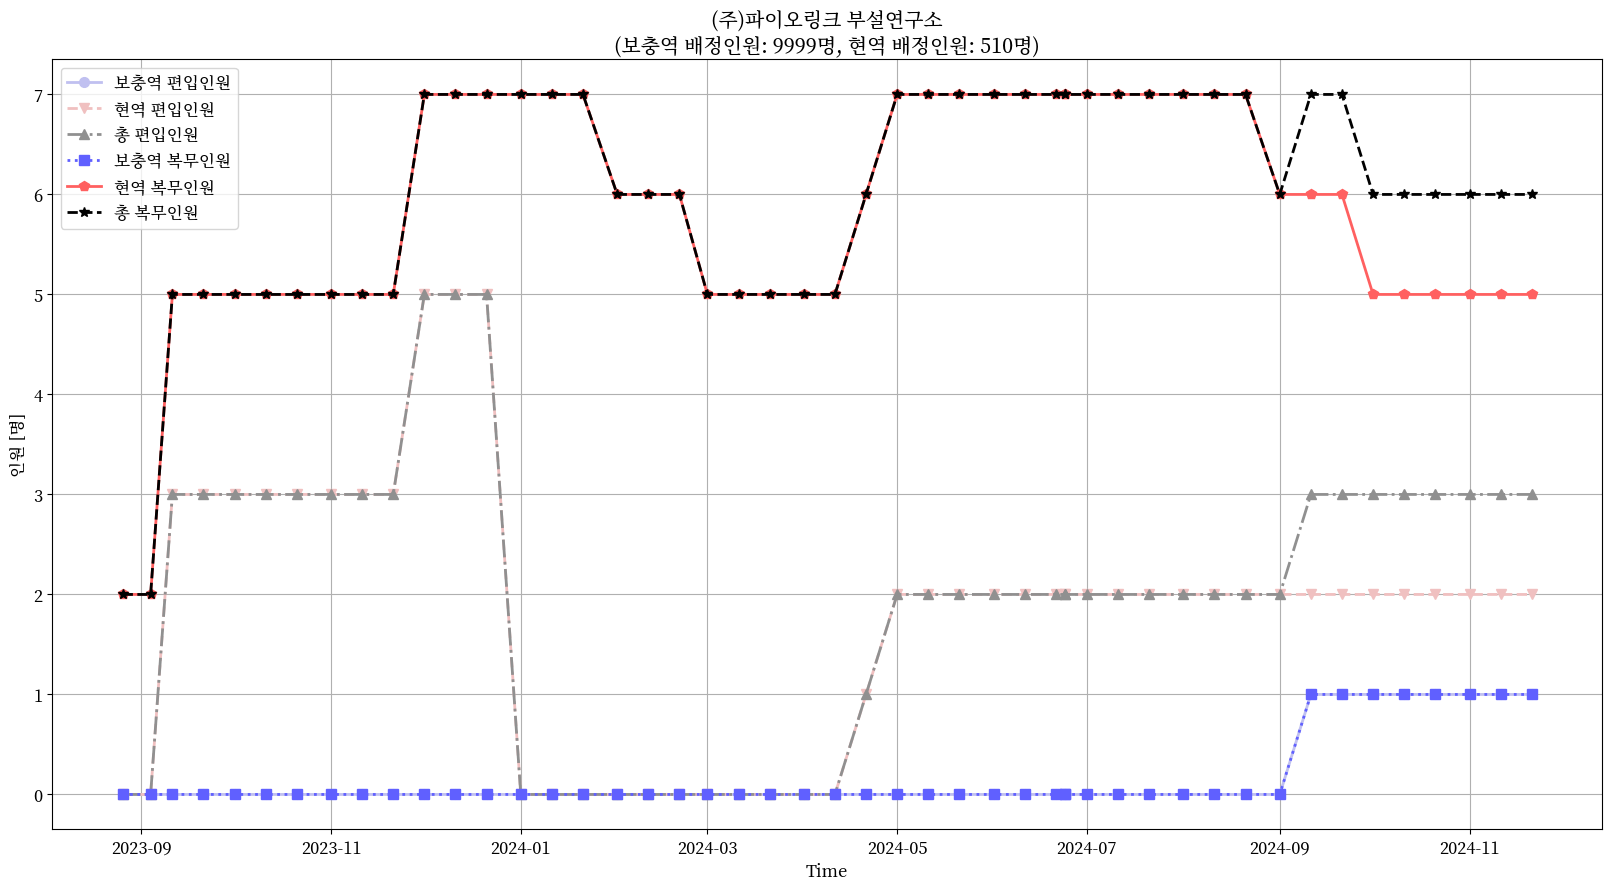 (주)파이오링크 부설연구소
(보충역 배정인원: 9999명, 현역 배정인원: 510명)
보충역 편입인원
현역 편입인원
총 편입인원
보충역 복무인원
현역 복무인원
총 복무인원
인원 [명]
7
6
5
4
3
2
1
0
2023-09
2023-11
2024-01
2024-03
2024-05
2024-07
2024-09
2024-11
Time